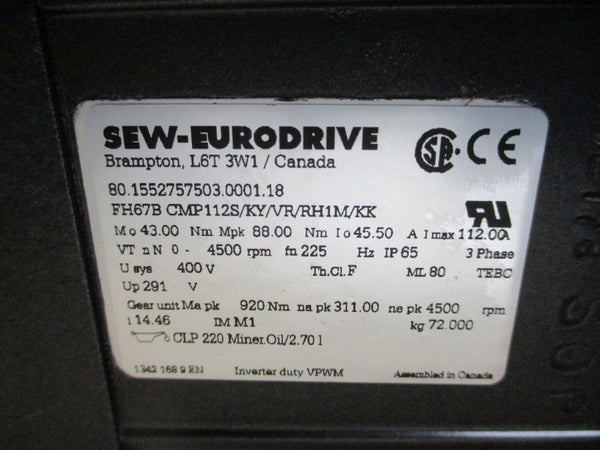 SEW-EURODRIVE
Brampton, L6T 3W1 / Canada
80.1552757503.0001.18
FH67B CMP112S/KY/VR/RH1M/KK
Mo 43.00 Nm Mpk 88.00 Nm Io 45.50 A Imax 112.00A
VT nN 0- 4500 rpm fn 225 Hz IP 65 3 Phase
U sys 400 V Th.Cl.F ML 80 TEBC
Up 291 V
Gear unit Ma pk 920 Nm na pk 311.00 ne pk 4500 rpm
i 14.46 IM M1 kg 72.000
CLP 220 Miner.Oil/2.70 l
1342 168 9 EN Inverter duty VPWM Assembled in Canada